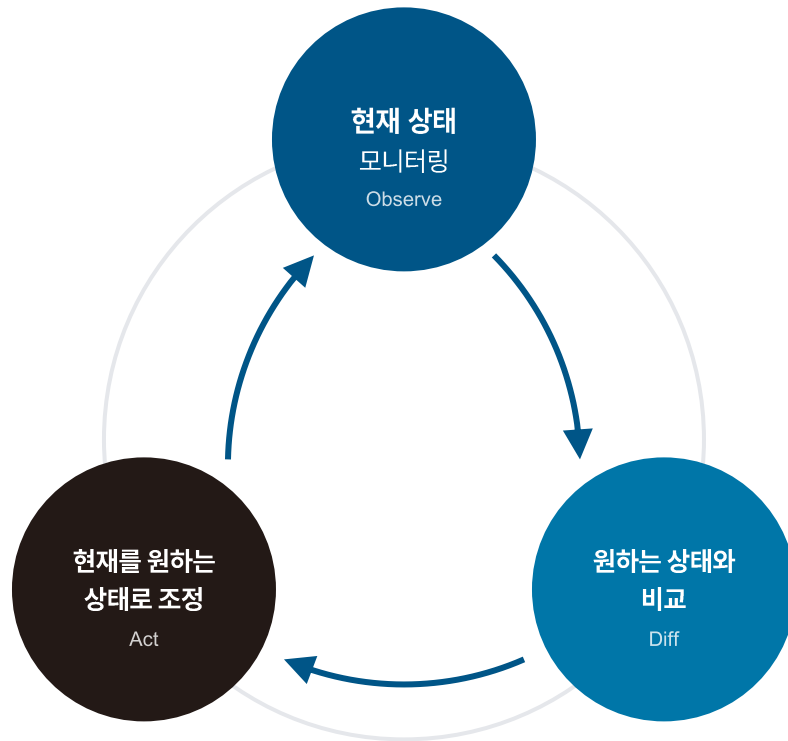 현재 상태
모니터링
Observe
현재를 원하는
상태로 조정
Act
원하는 상태와
비교
Diff